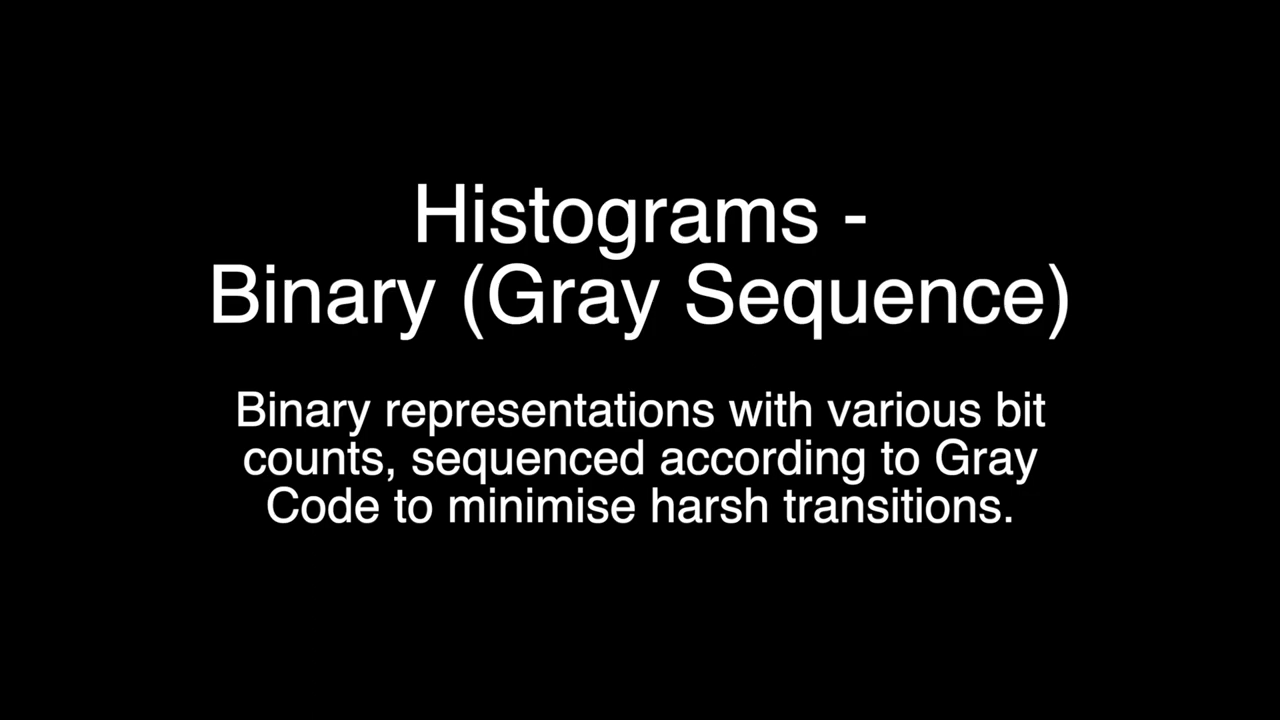 Histograms -
Binary (Gray Sequence)
Binary representations with various bit
counts, sequenced according to Gray
Code to minimise harsh transitions.